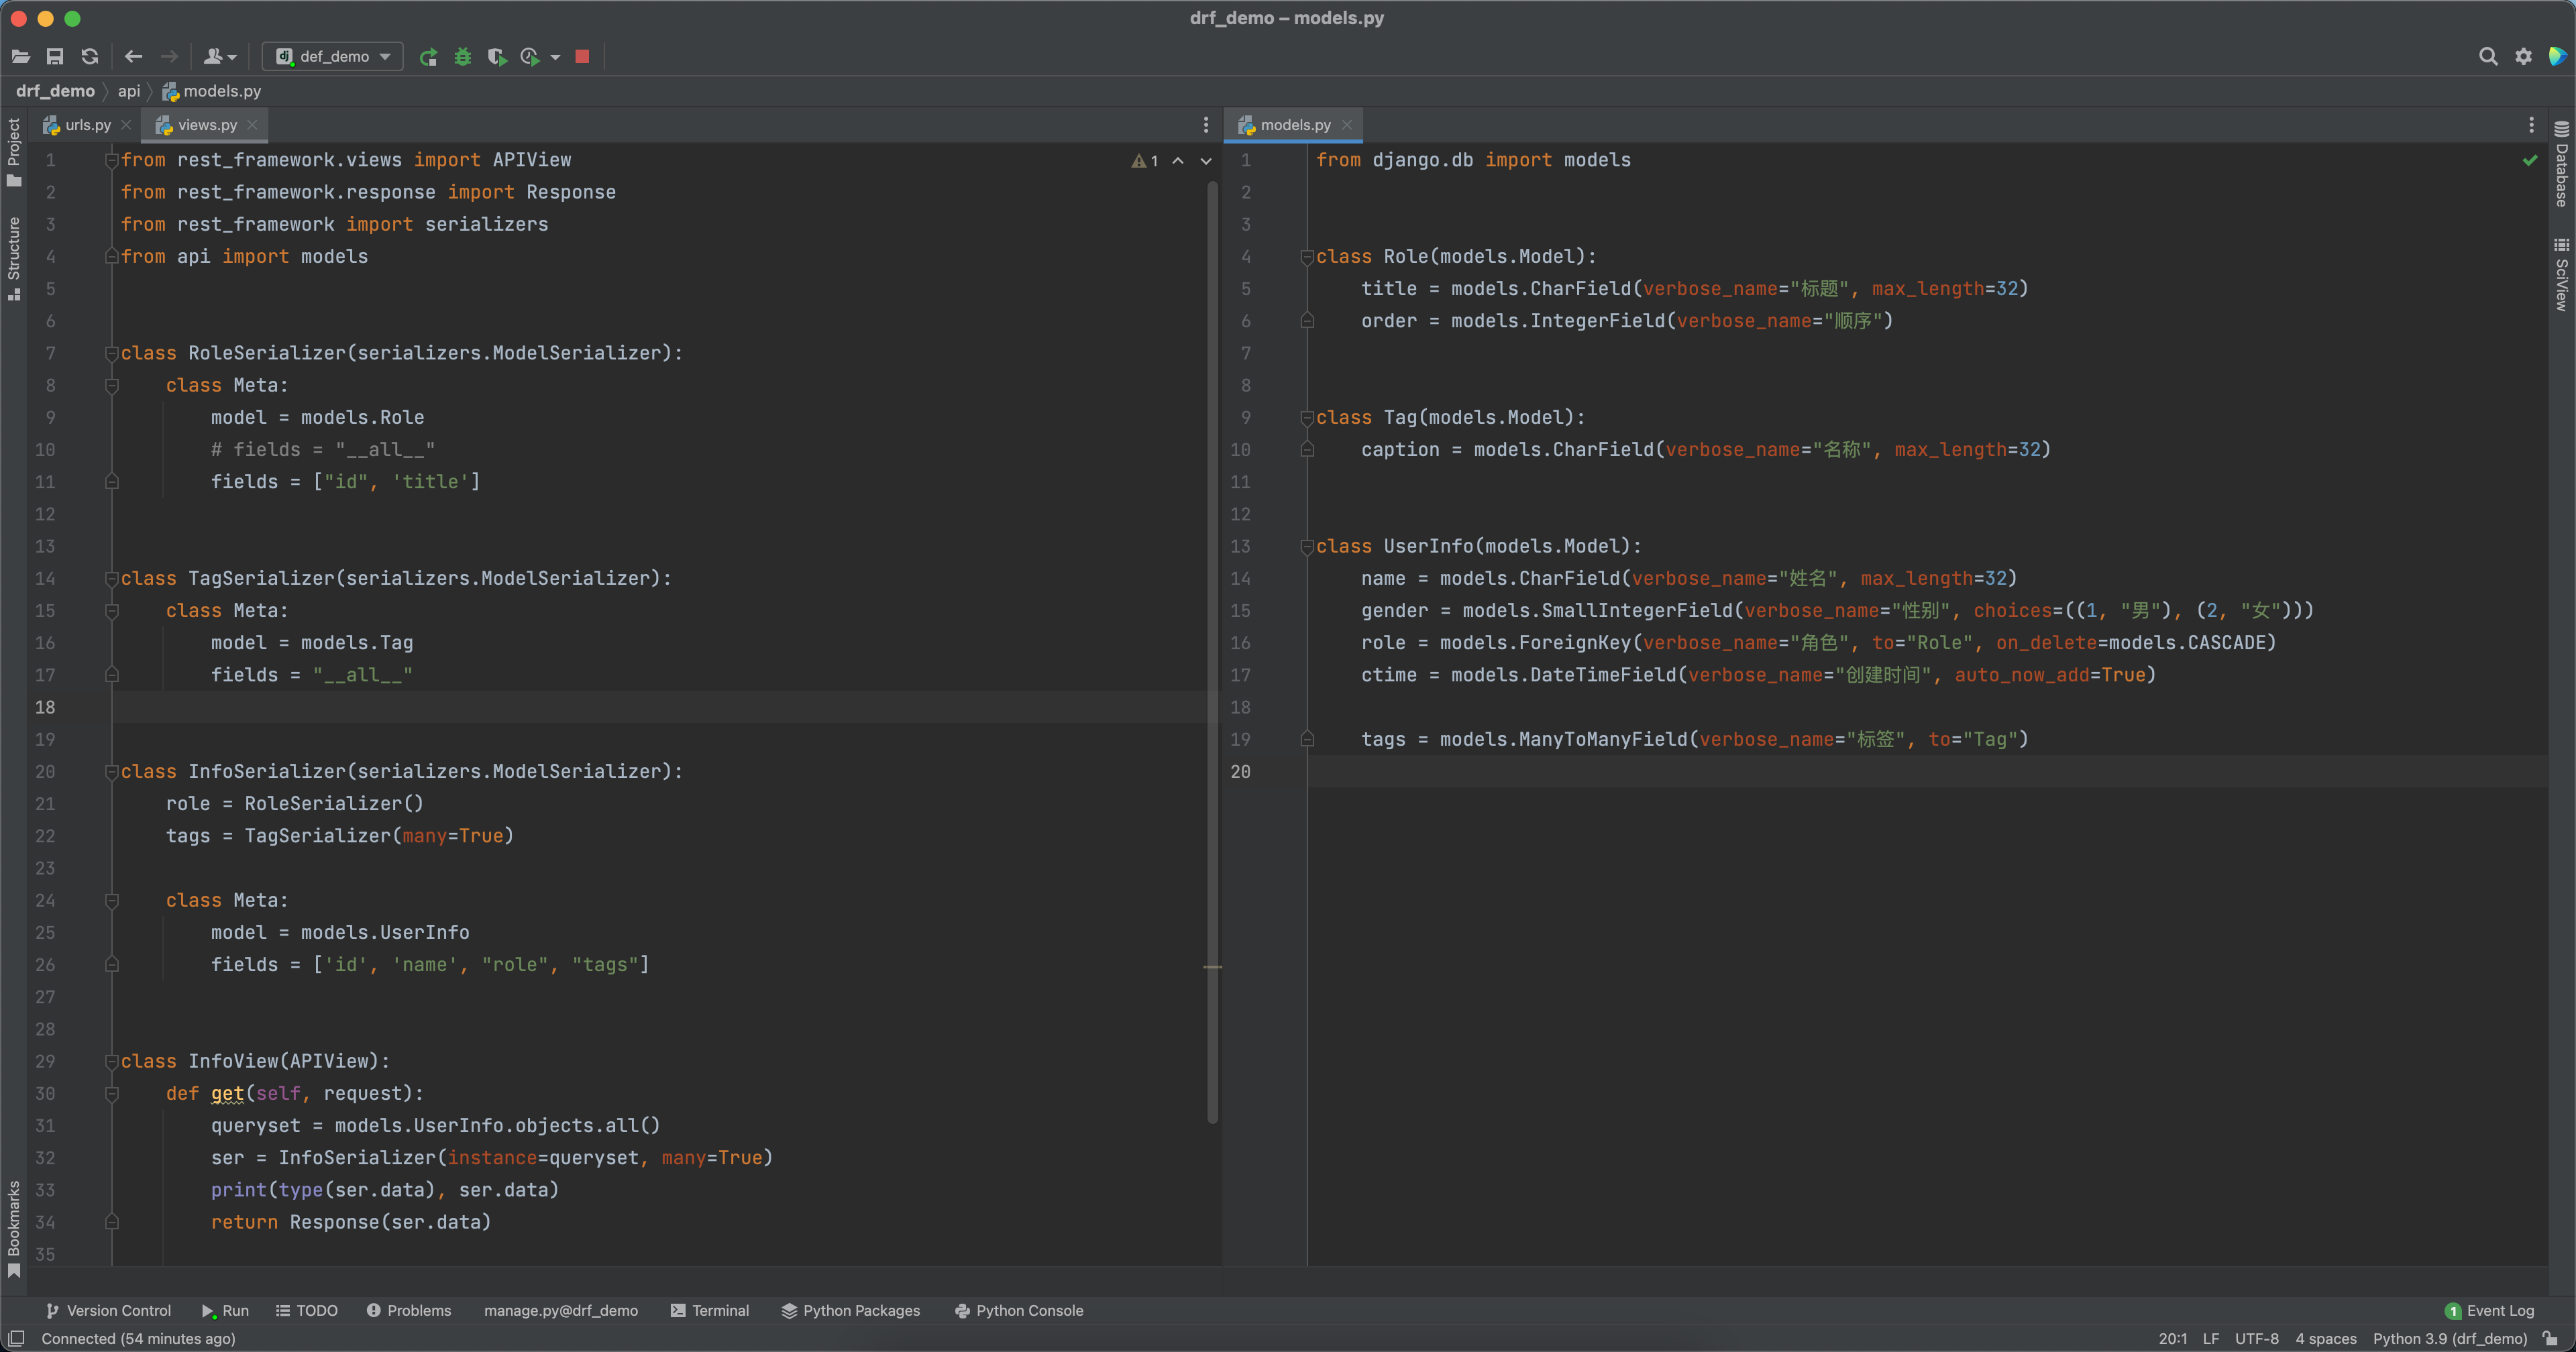 drf_demo – models.py
def_demo
drf_demo api models.py
Project
Structure
Bookmarks
urls.py views.py
1
1 from rest_framework.views import APIView
2 from rest_framework.response import Response
3 from rest_framework import serializers
4 from api import models
5
6
7 class RoleSerializer(serializers.ModelSerializer):
8 class Meta:
9 model = models.Role
10 # fields = "__all__"
11 fields = ["id", 'title']
12
13
14 class TagSerializer(serializers.ModelSerializer):
15 class Meta:
16 model = models.Tag
17 fields = "__all__"
18
19
20 class InfoSerializer(serializers.ModelSerializer):
21 role = RoleSerializer()
22 tags = TagSerializer(many=True)
23
24 class Meta:
25 model = models.UserInfo
26 fields = ['id', 'name', "role", "tags"]
27
28
29 class InfoView(APIView):
30 def get(self, request):
31 queryset = models.UserInfo.objects.all()
32 ser = InfoSerializer(instance=queryset, many=True)
33 print(type(ser.data), ser.data)
34 return Response(ser.data)
35
models.py
1 from django.db import models
2
3
4 class Role(models.Model):
5 title = models.CharField(verbose_name="标题", max_length=32)
6 order = models.IntegerField(verbose_name="顺序")
7
8
9 class Tag(models.Model):
10 caption = models.CharField(verbose_name="名称", max_length=32)
11
12
13 class UserInfo(models.Model):
14 name = models.CharField(verbose_name="姓名", max_length=32)
15 gender = models.SmallIntegerField(verbose_name="性别", choices=((1, "男"), (2, "女")))
16 role = models.ForeignKey(verbose_name="角色", to="Role", on_delete=models.CASCADE)
17 ctime = models.DateTimeField(verbose_name="创建时间", auto_now_add=True)
18
19 tags = models.ManyToManyField(verbose_name="标签", to="Tag")
20
Database
SciView
Version Control Run TODO Problems manage.py@drf_demo Terminal Python Packages Python Console 1 Event Log
Connected (54 minutes ago) 20:1 LF UTF-8 4 spaces Python 3.9 (drf_demo)